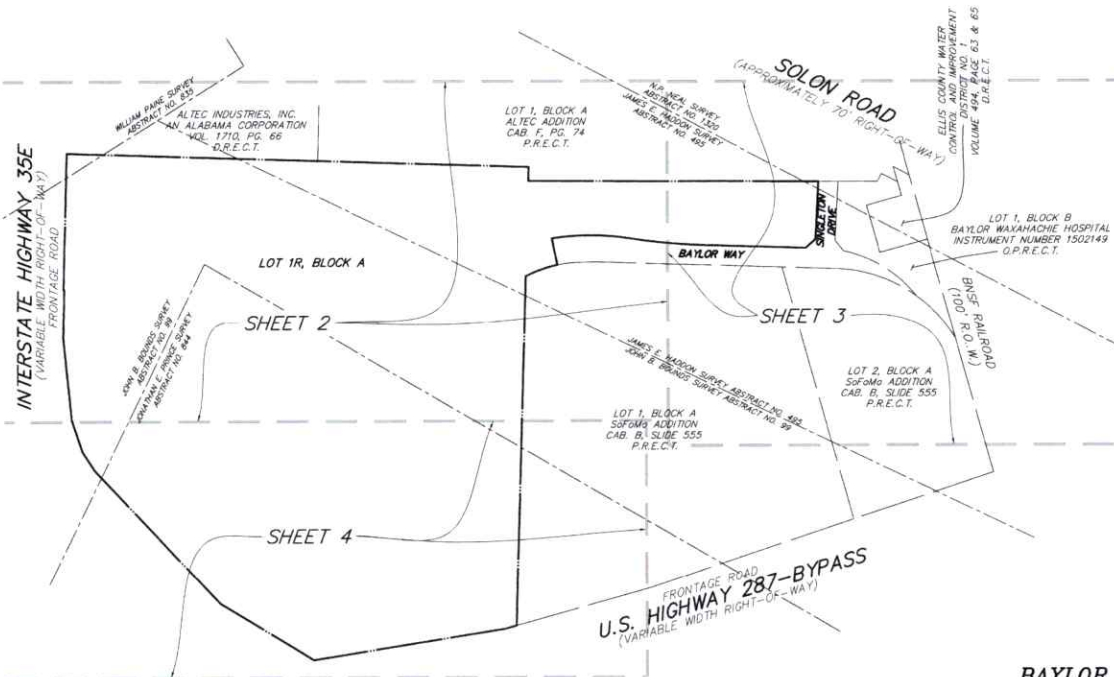 SOLON ROAD
(APPROXIMATELY 70' RIGHT-OF-WAY)
ELLIS COUNTY WATER
CONTROL AND IMPROVEMENT
DISTRICT NO. 1
VOLUME 494, PAGE 63 & 65
D.R.E.C.T.
WILLIAM PAINE SURVEY
ABSTRACT NO. 835
ALTEC INDUSTRIES, INC.
AN ALABAMA CORPORATION
VOL. 1710, PG. 66
D.R.E.C.T.
LOT 1, BLOCK A
ALTEC ADDITION
CAB. F, PG. 74
P.R.E.C.T.
N.P. NEAL SURVEY
ABSTRACT NO. 1320
JAMES E. HADDON SURVEY
ABSTRACT NO. 495
INTERSTATE HIGHWAY 35E
(VARIABLE WIDTH RIGHT-OF-WAY)
FRONTAGE ROAD
SINGLETON
DRIVE
LOT 1, BLOCK B
BAYLOR WAXAHACHIE HOSPITAL
INSTRUMENT NUMBER 1502149
O.P.R.E.C.T.
LOT 1R, BLOCK A
BAYLOR WAY
BNSF RAILROAD
(100' R.O.W.)
SHEET 2
SHEET 3
JOHN B. BOUNDS SURVEY
ABSTRACT NO. 99
JONATHAN E. PRINCE SURVEY
ABSTRACT NO. 844
JAMES E. HADDON SURVEY ABSTRACT NO. 495
JOHN B. BOUNDS SURVEY ABSTRACT NO. 99
LOT 2, BLOCK A
SoFoMo ADDITION
CAB. B, SLIDE 555
P.R.E.C.T.
LOT 1, BLOCK A
SoFoMo ADDITION
CAB. B, SLIDE 555
P.R.E.C.T.
SHEET 4
FRONTAGE ROAD
U.S. HIGHWAY 287-BYPASS
(VARIABLE WIDTH RIGHT-OF-WAY)
BAYLOR